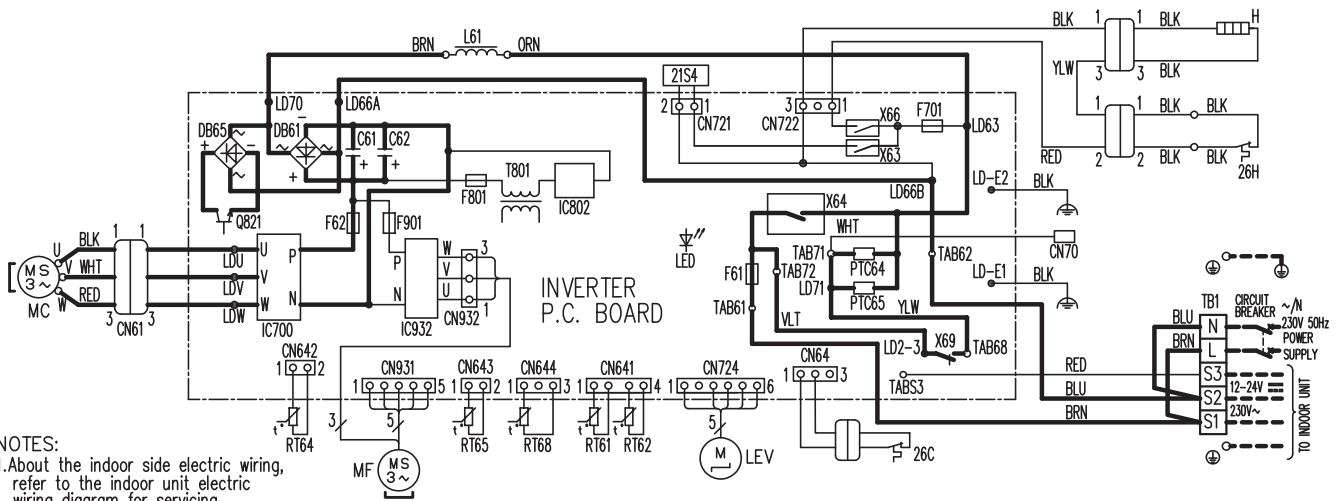 BRN L61 ORN
BLK 1 1 BLK H
YLW 3 3 BLK
21S4
2 1
CN721
3 1
CN722
X66 F701
X63
LD63
LD70 LD66A
DB65 DB61 C61 C62
+ - ~ ~ - ~ ~ + + +
F801 T801 IC802
Q821
F62 F901
RED 1 1 BLK BLK
2 2 BLK BLK
26H
LD66B
LD-E2 BLK
X64
WHT
CN70
LED
TAB71 PTC64 TAB62
F61 TAB72 LD71 PTC65
LD-E1 BLK
TAB61 VLT YLW
LD2-3 X69 TAB68
TABS3
U BLK 1 1 LDU U P
MS 3~ V WHT LDV V
W RED 3 3 LDW W N
MC CN61 IC700
P W 3
V
N U 1
IC932 CN932
INVERTER
P.C. BOARD
TB1 CIRCUIT BREAKER ~/N
230V 50Hz
POWER
SUPPLY
BLU N
BRN L
RED S3
12-24V
BLU S2
230V~
BRN S1
TO INDOOR UNIT
CN642 CN931 CN643 CN644 CN641 CN724 CN64
1 2 1 5 1 2 1 3 1 4 1 6 1 3
t° t° t° t° t°
RT64 3 5 RT65 RT68 RT61 RT62 5
MF MS 3~ M LEV 26C
NOTES:
1.About the indoor side electric wiring,
refer to the indoor unit electric
wiring diagram for servicing.